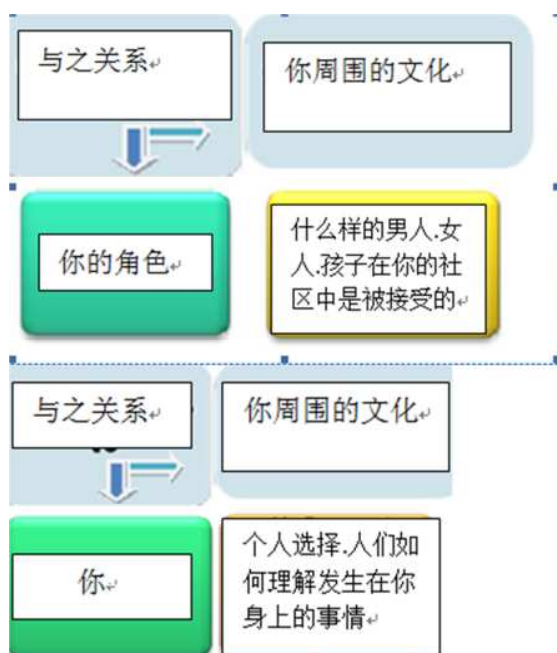 与之关系
你周围的文化
你的角色
什么样的男人.女
人.孩子在你的社
区中是被接受的
与之关系
你周围的文化
你
个人选择.人们如
何理解发生在你
身上的事情